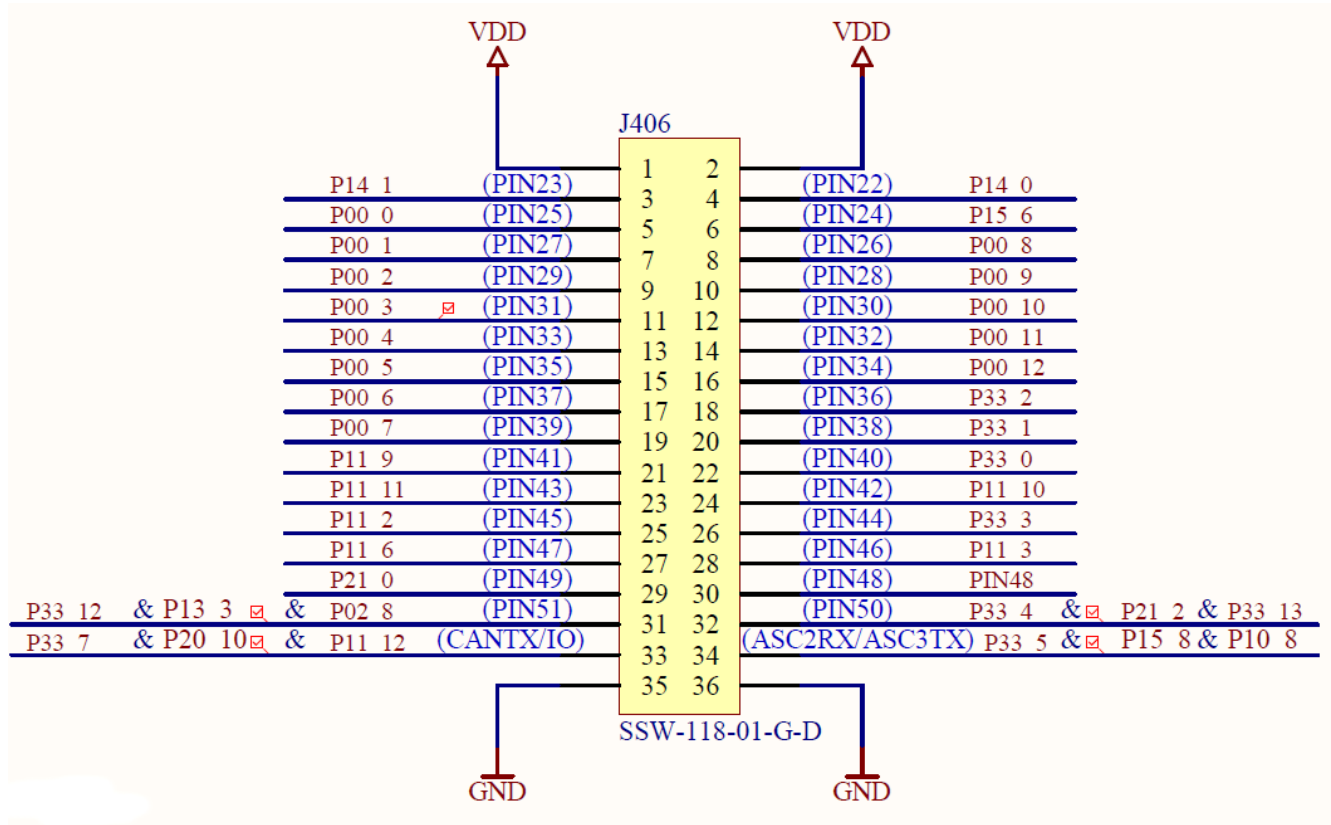 VDD VDD
J406
1 2
P14 1 (PIN23) 3 4 (PIN22) P14 0
P00 0 (PIN25) 5 6 (PIN24) P15 6
P00 1 (PIN27) 7 8 (PIN26) P00 8
P00 2 (PIN29) 9 10 (PIN28) P00 9
P00 3 (PIN31) 11 12 (PIN30) P00 10
P00 4 (PIN33) 13 14 (PIN32) P00 11
P00 5 (PIN35) 15 16 (PIN34) P00 12
P00 6 (PIN37) 17 18 (PIN36) P33 2
P00 7 (PIN39) 19 20 (PIN38) P33 1
P11 9 (PIN41) 21 22 (PIN40) P33 0
P11 11 (PIN43) 23 24 (PIN42) P11 10
P11 2 (PIN45) 25 26 (PIN44) P33 3
P11 6 (PIN47) 27 28 (PIN46) P11 3
P21 0 (PIN49) 29 30 (PIN48) PIN48
P33 12 & P13 3 & P02 8 (PIN51) 31 32 (PIN50) P33 4 & P21 2 & P33 13
P33 7 & P20 10 & P11 12 (CANTX/IO) 33 34 (ASC2RX/ASC3TX) P33 5 & P15 8 & P10 8
35 36
SSW-118-01-G-D
GND GND